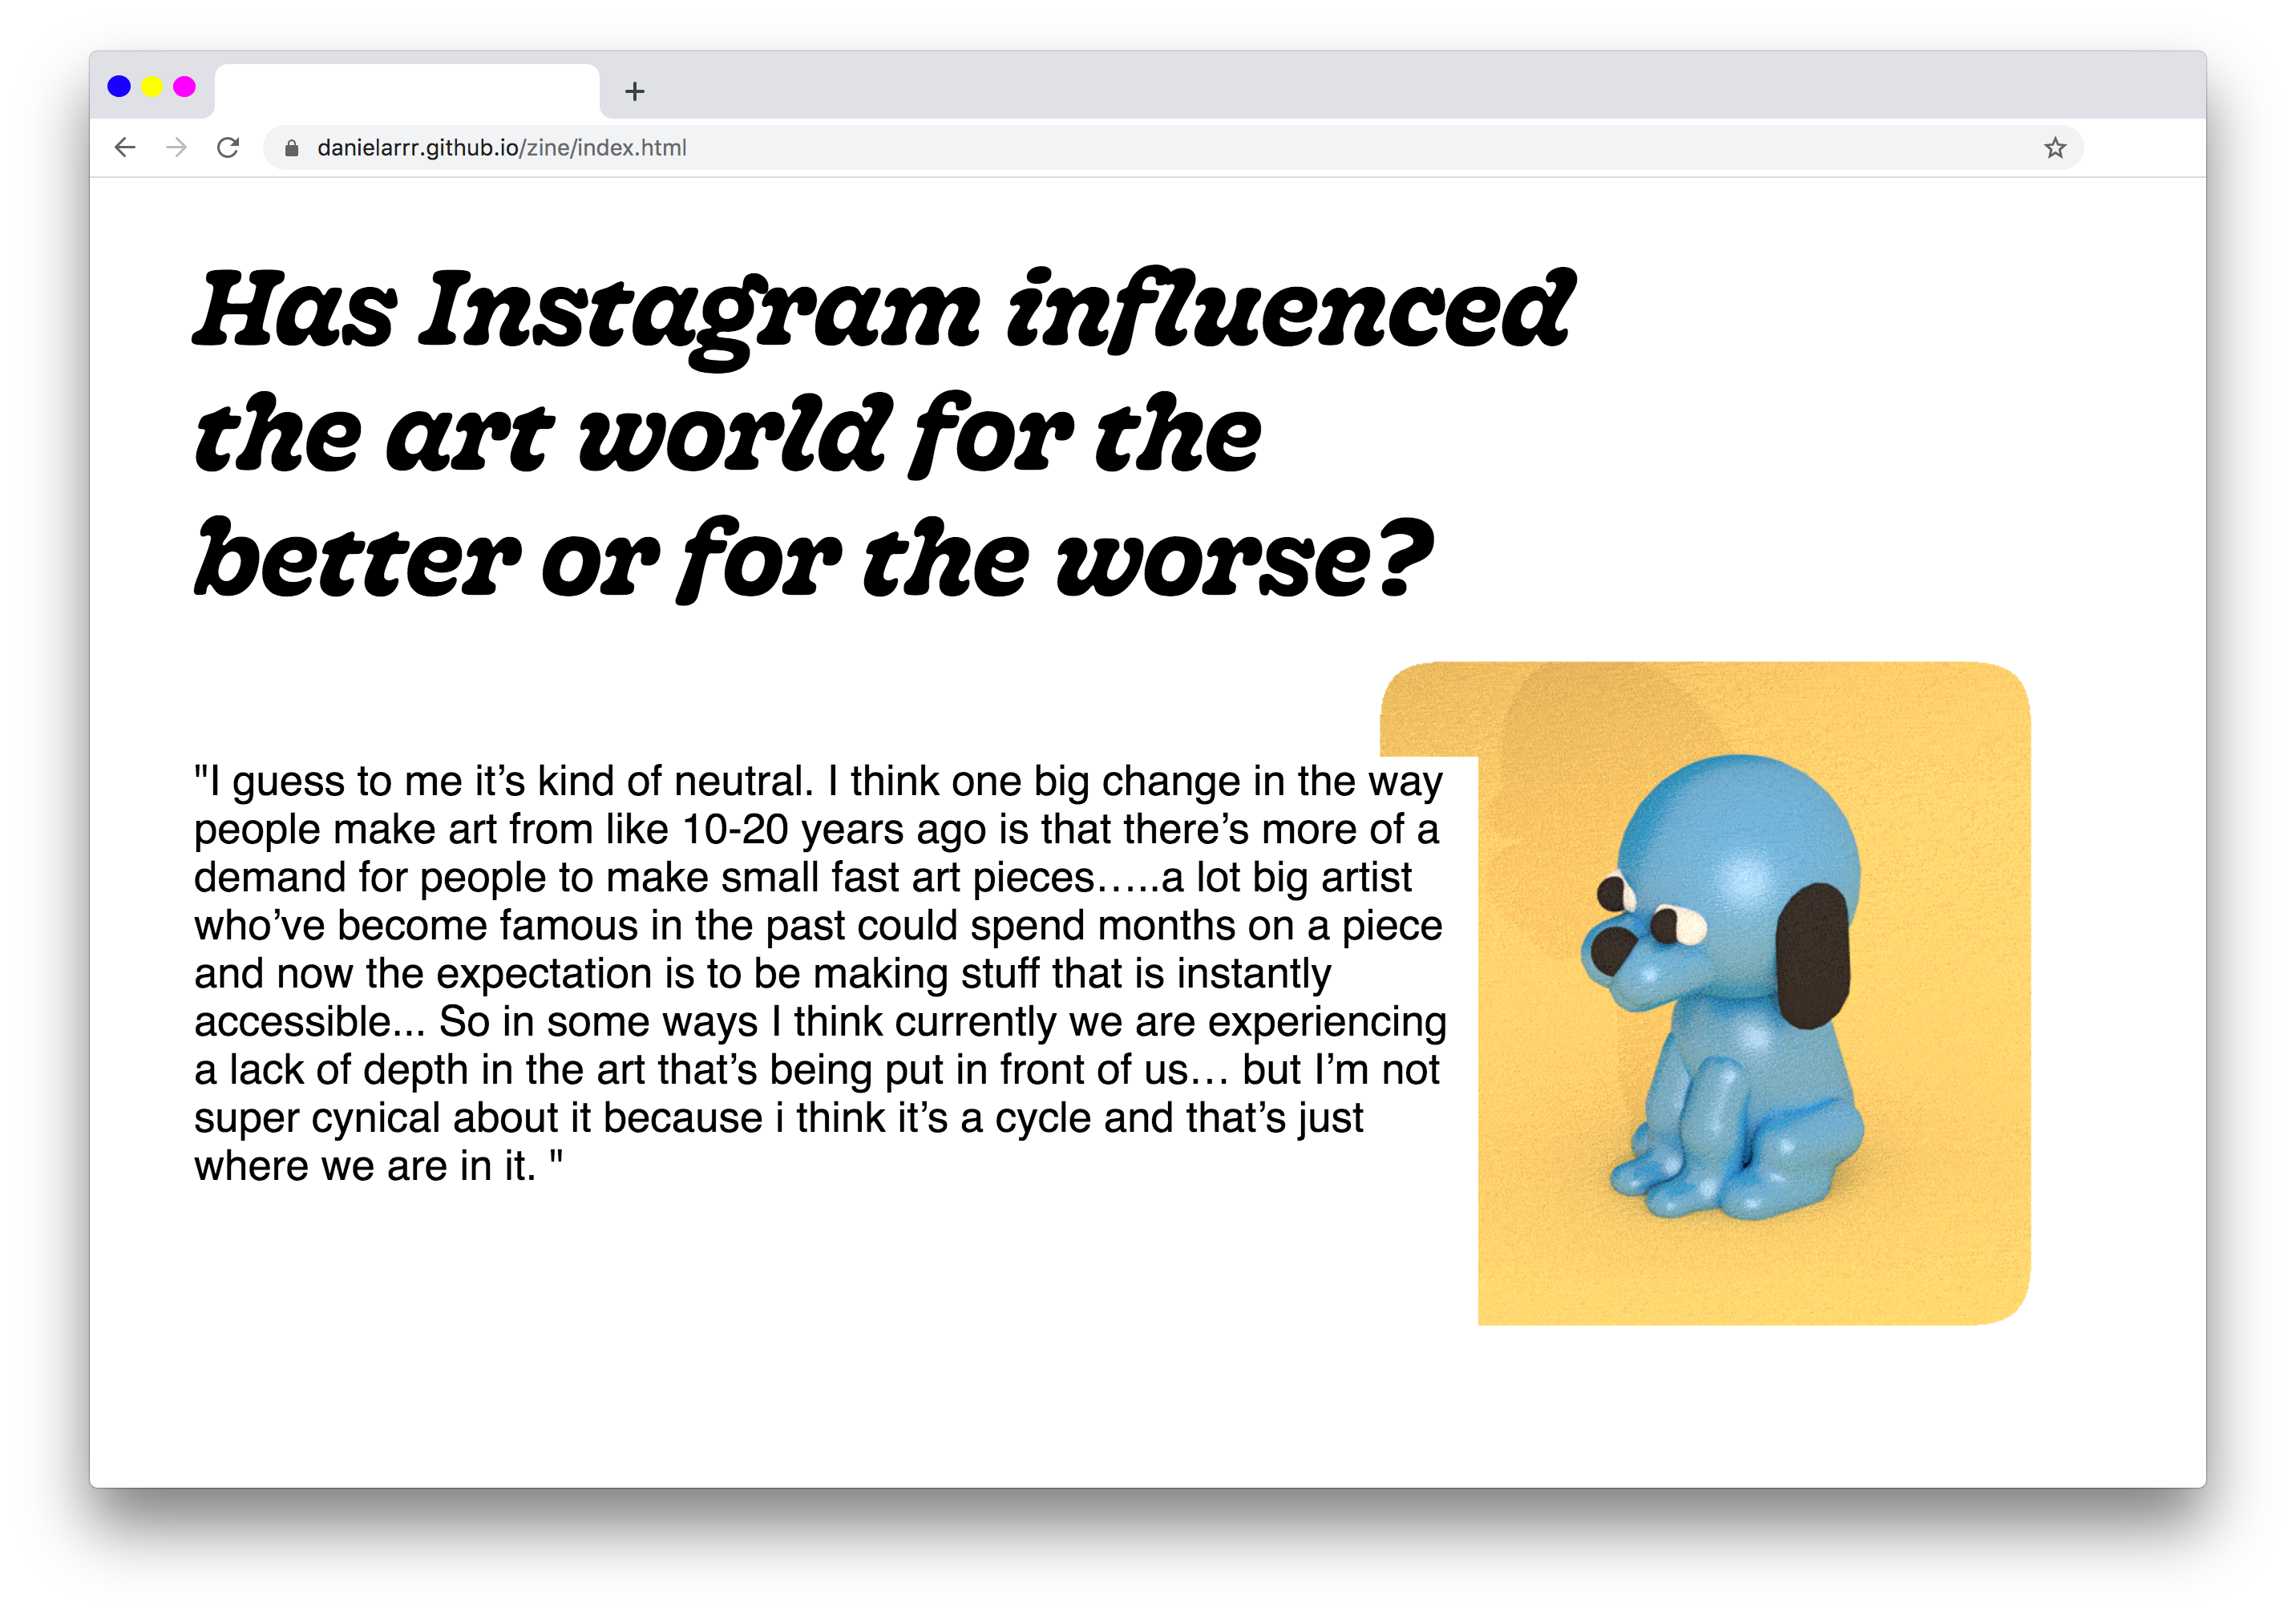 danielarrr.github.io/zine/index.html
Has Instagram influenced
the art world for the
better or for the worse?
"I guess to me it’s kind of neutral. I think one big change in the way
people make art from like 10-20 years ago is that there’s more of a
demand for people to make small fast art pieces…..a lot big artist
who’ve become famous in the past could spend months on a piece
and now the expectation is to be making stuff that is instantly
accessible... So in some ways I think currently we are experiencing
a lack of depth in the art that’s being put in front of us… but I’m not
super cynical about it because i think it’s a cycle and that’s just
where we are in it. "